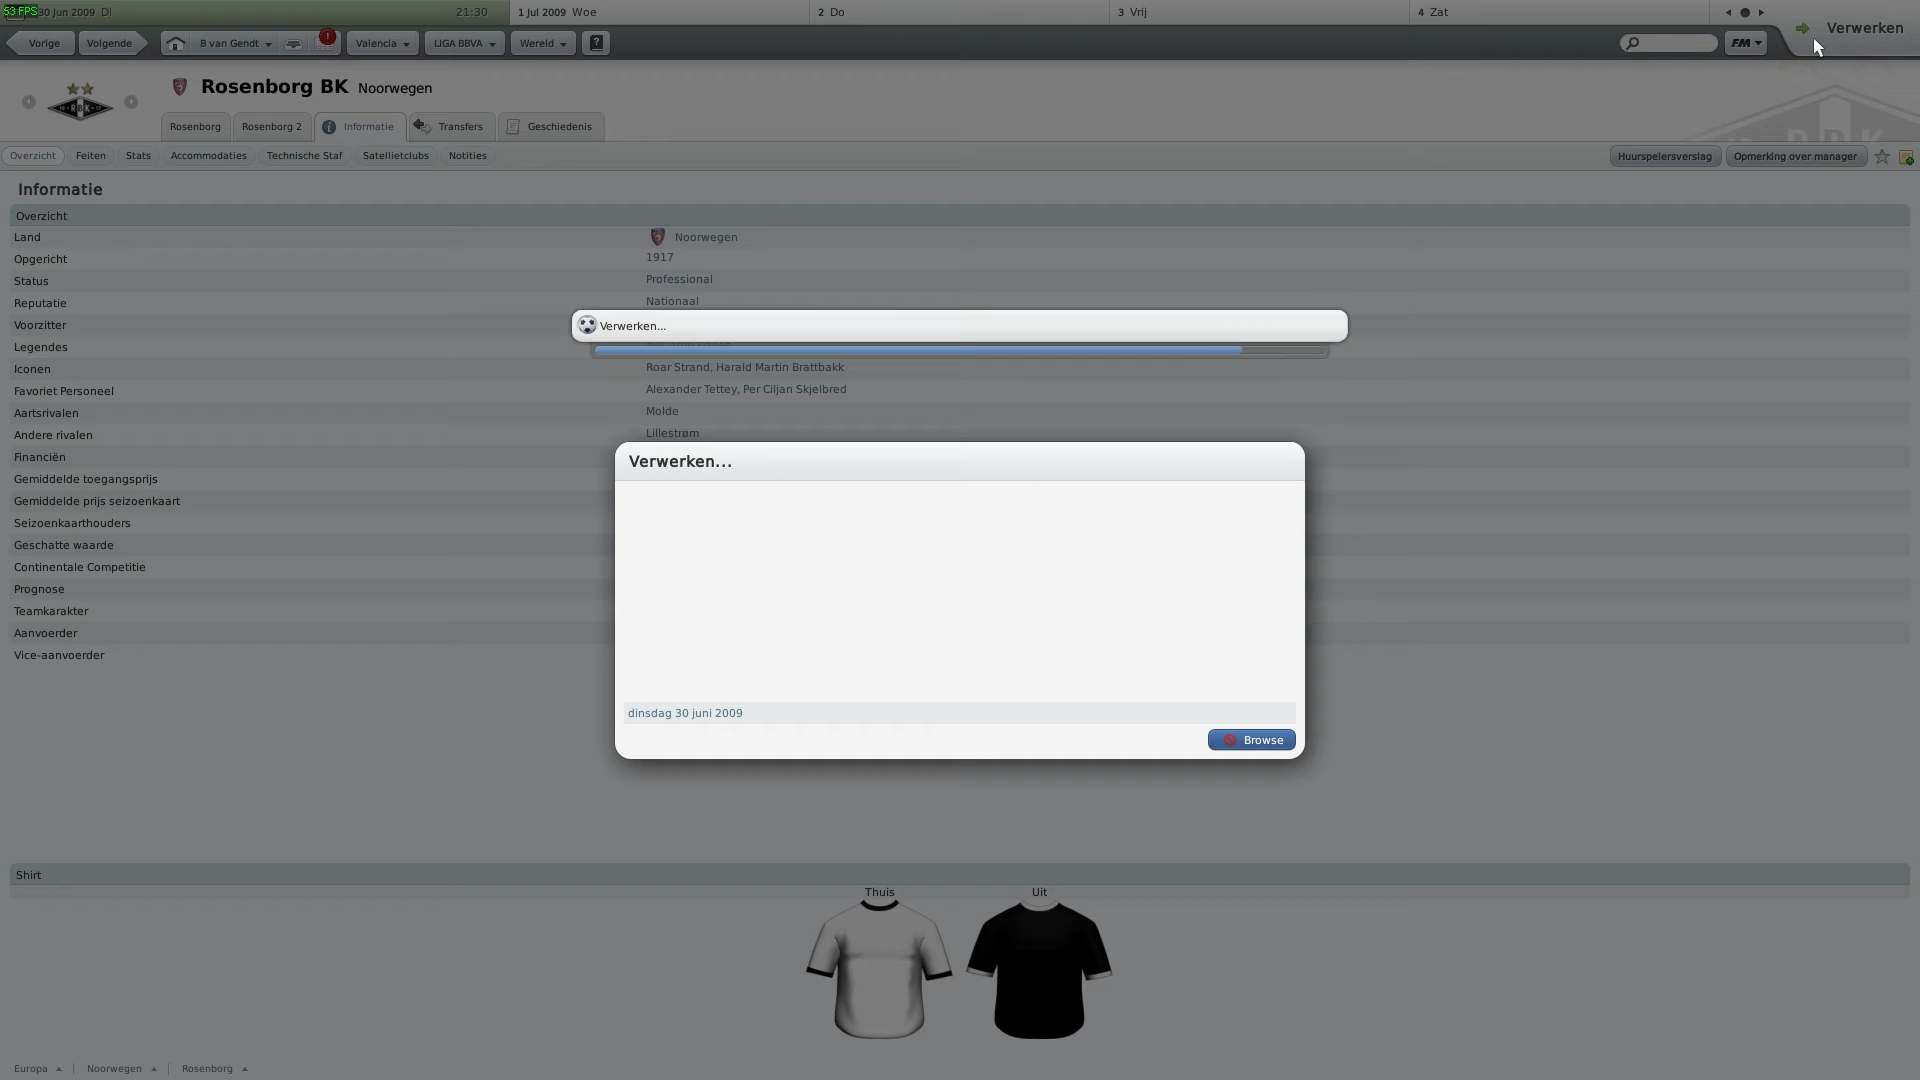 53 FPS 30 Jun 2009 Di 21:30 1 Jul 2009 Woe 2 Do 3 Vrij 4 Zat
Vorige Volgende B van Gendt ! Valencia LIGA BBVA Wereld ? FM Verwerken
Rosenborg BK Noorwegen
Rosenborg Rosenborg 2 Informatie Transfers Geschiedenis
Overzicht Feiten Stats Accommodaties Technische Staf Satellietclubs Notities Huurspelersverslag Opmerking over manager
Informatie
Overzicht
Land Noorwegen
Opgericht 1917
Status Professional
Reputatie Nationaal
Voorzitter
Verwerken...
Legendes
Iconen Roar Strand, Harald Martin Brattbakk
Favoriet Personeel Alexander Tettey, Per Ciljan Skjelbred
Aartsrivalen Molde
Andere rivalen Lillestrøm
Financiën
Verwerken...
Gemiddelde toegangsprijs
Gemiddelde prijs seizoenkaart
Seizoenkaarthouders
Geschatte waarde
Continentale Competitie
Prognose
Teamkarakter
Aanvoerder
Vice-aanvoerder
dinsdag 30 juni 2009
Browse
Shirt
Thuis Uit
Europa Noorwegen Rosenborg